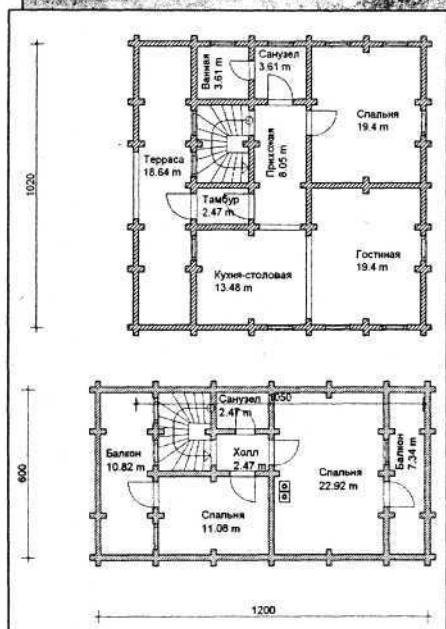 Ванная
3.61 m
Санузел
3.61 m
Спальня
19.4 m
Прихожая
8.05 m
Терраса
18.64 m
Тамбур
2.47 m
Гостиная
19.4 m
Кухня-столовая
13.48 m
1020
Санузел
2.47 m
1050
Балкон
10.82 m
Холл
2.47 m
Балкон
7.34 m
Спальня
22.92 m
Спальня
11.06 m
600
1200